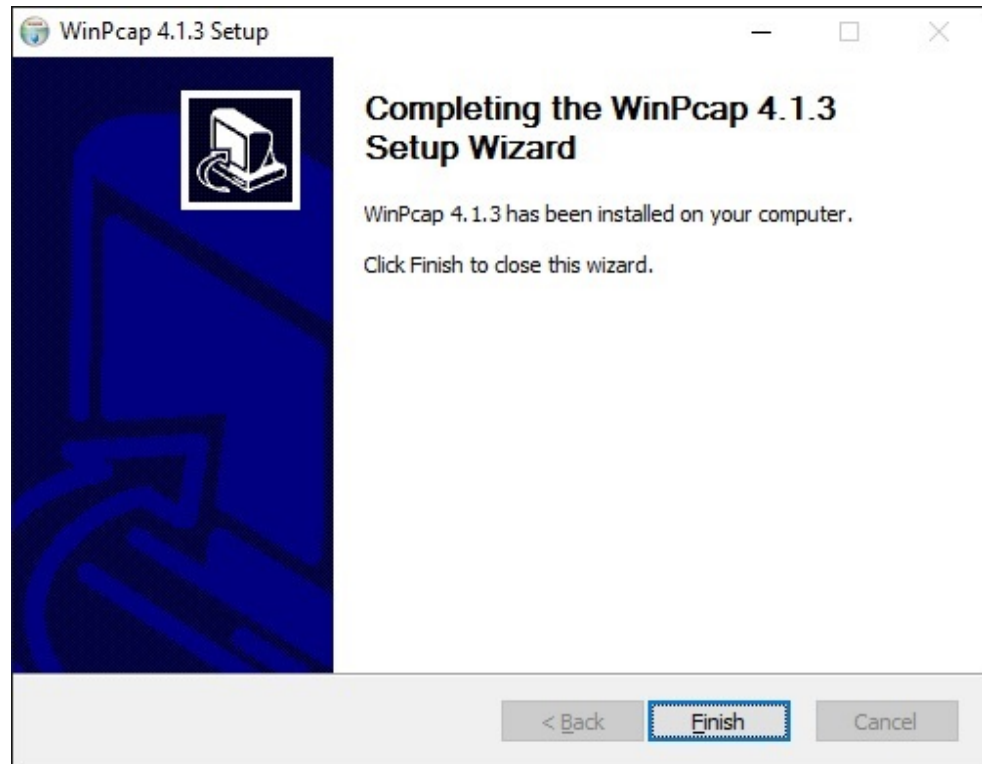 WinPcap 4.1.3 Setup
Completing the WinPcap 4.1.3
Setup Wizard
WinPcap 4.1.3 has been installed on your computer.
Click Finish to close this wizard.
< Back
Finish
Cancel